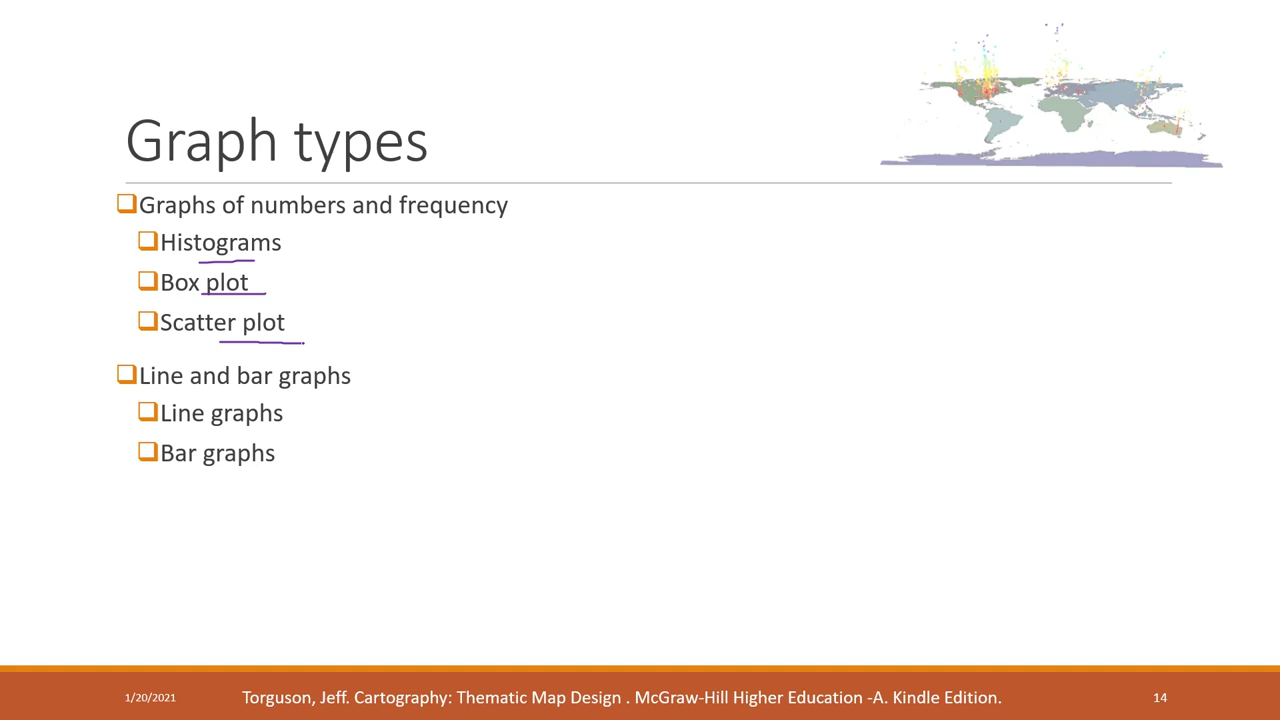 Graph types
Graphs of numbers and frequency
Histograms
Box plot
Scatter plot
Line and bar graphs
Line graphs
Bar graphs
1/20/2021
Torguson, Jeff. Cartography: Thematic Map Design . McGraw-Hill Higher Education -A. Kindle Edition.
14